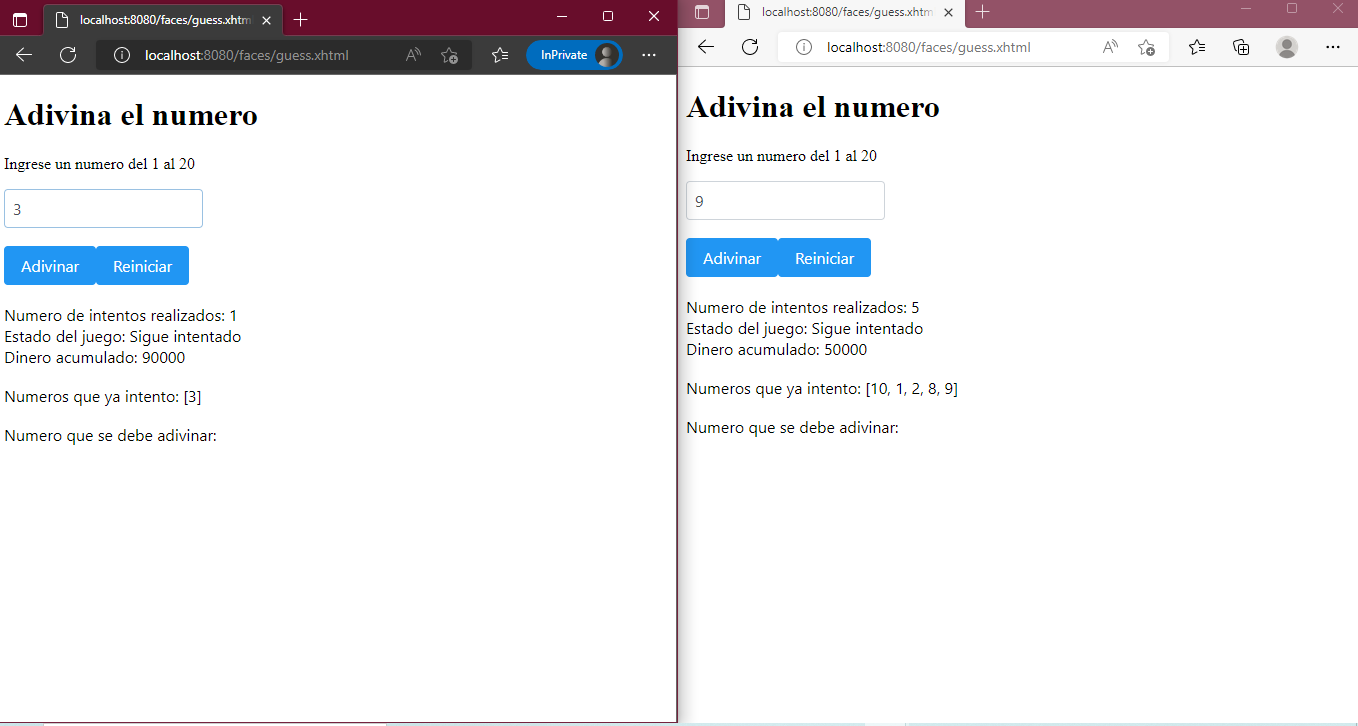 localhost:8080/faces/guess.xhtm
localhost:8080/faces/guess.xhtml
InPrivate
Adivina el numero
Ingrese un numero del 1 al 20
3
Adivinar
Reiniciar
Numero de intentos realizados: 1
Estado del juego: Sigue intentado
Dinero acumulado: 90000
Numeros que ya intento: [3]
Numero que se debe adivinar:
localhost:8080/faces/guess.xhtm
localhost:8080/faces/guess.xhtml
Adivina el numero
Ingrese un numero del 1 al 20
9
Adivinar
Reiniciar
Numero de intentos realizados: 5
Estado del juego: Sigue intentado
Dinero acumulado: 50000
Numeros que ya intento: [10, 1, 2, 8, 9]
Numero que se debe adivinar: